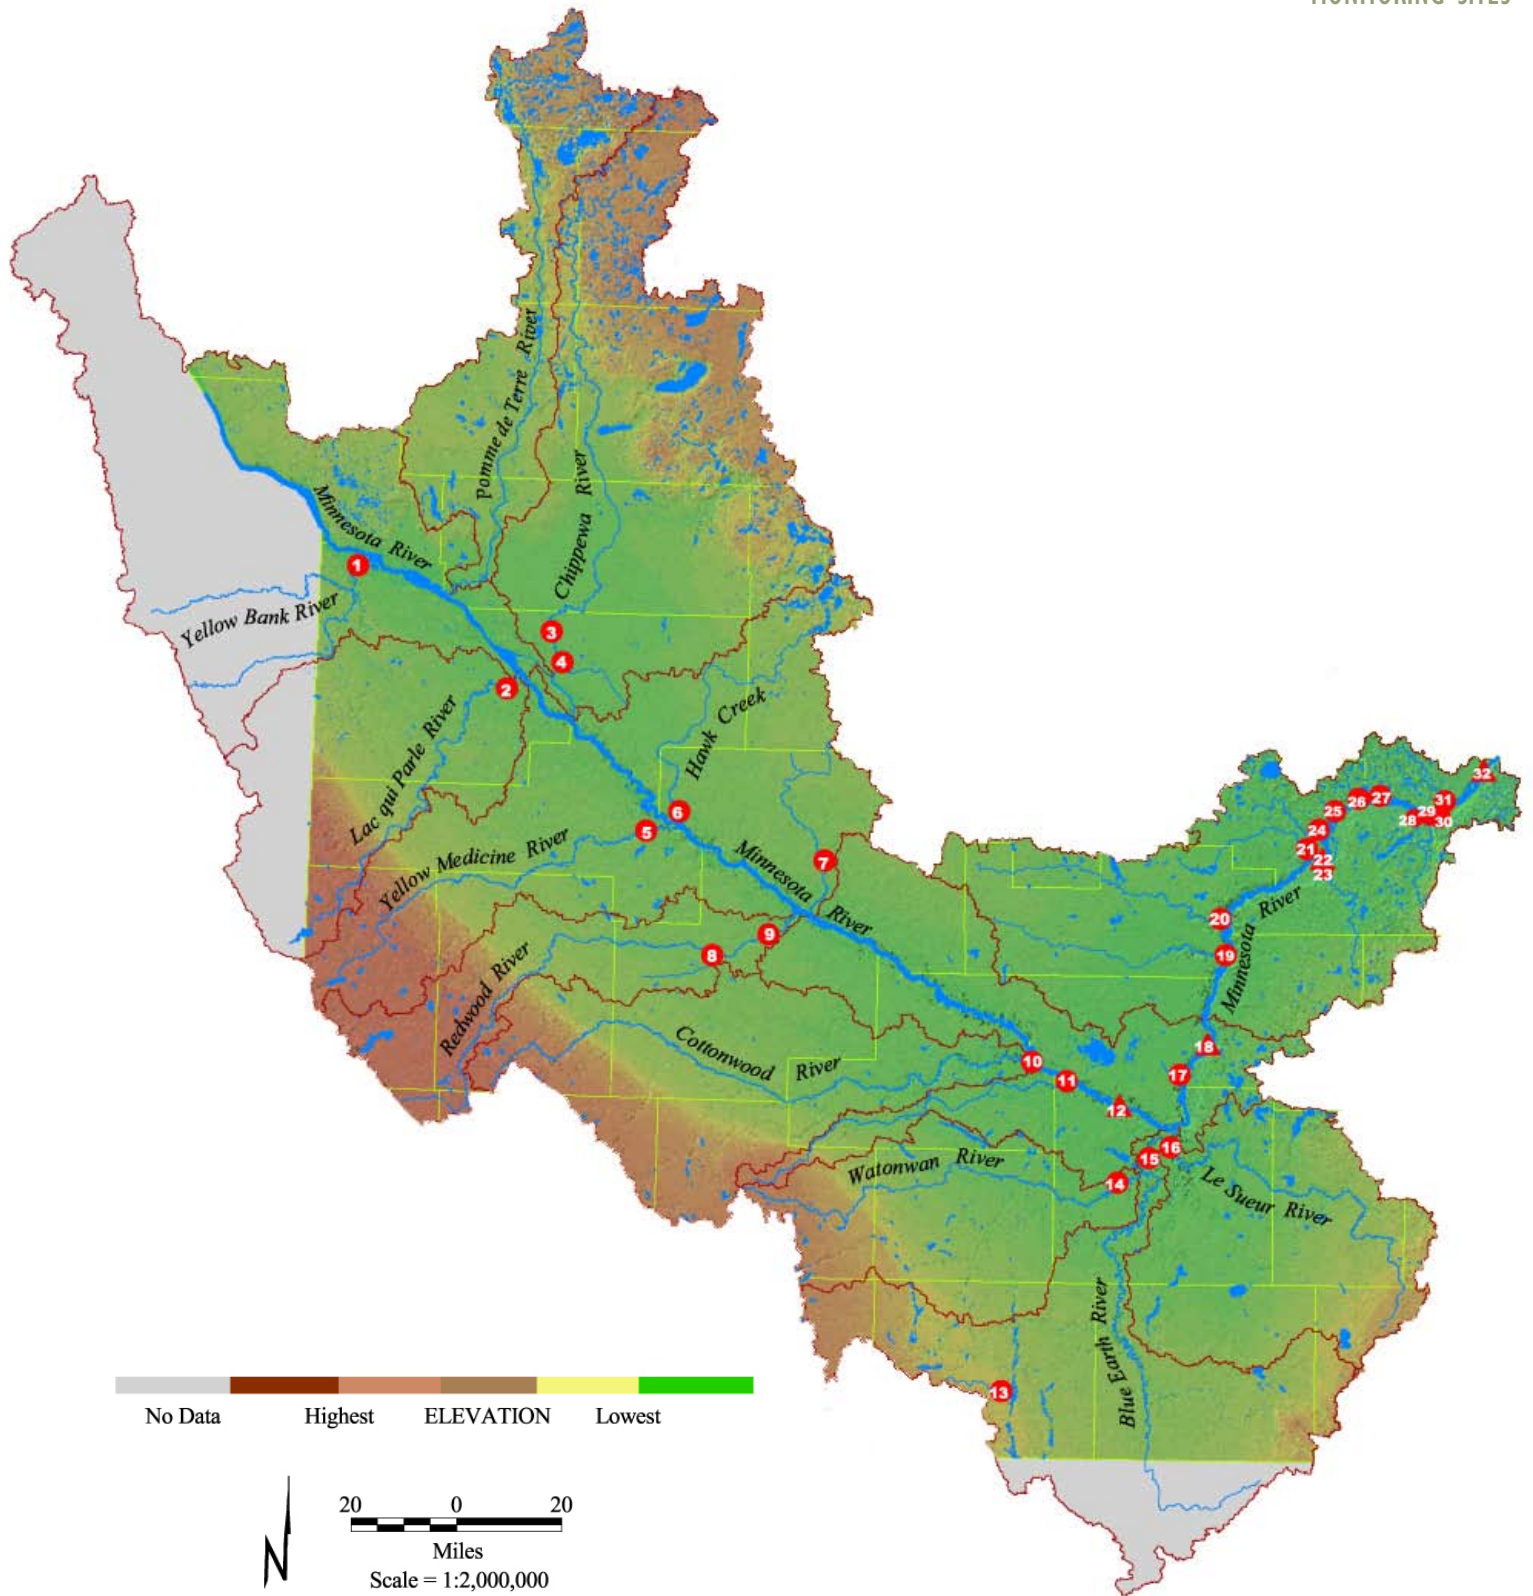 MONITORING SITES
Pomme de Terre River
Chippewa River
Minnesota River
1
Yellow Bank River
3
4
2
Hawk Creek
Lac qui Parle River
6
5
Yellow Medicine River
Minnesota River
7
9
8
Redwood River
Cottonwood River
32
27
26
31
25
29
28
30
24
21
22
23
20
Minnesota River
19
18
17
10
11
12
16
15
14
Watonwan River
Le Sueur River
Blue Earth River
13
No Data
Highest
ELEVATION
Lowest
N
20 0 20
Miles
Scale = 1:2,000,000